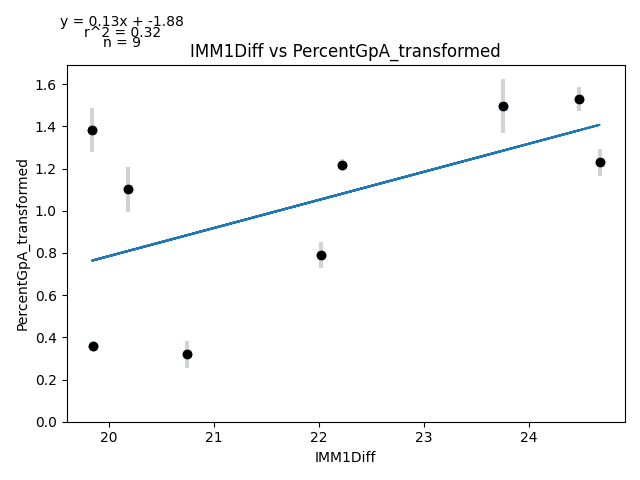 y = 0.13x + -1.88
r^2 = 0.32
n = 9
IMM1Diff vs PercentGpA_transformed
PercentGpA_transformed
1.6
1.4
1.2
1.0
0.8
0.6
0.4
0.2
0.0
20 21 22 23 24
IMM1Diff